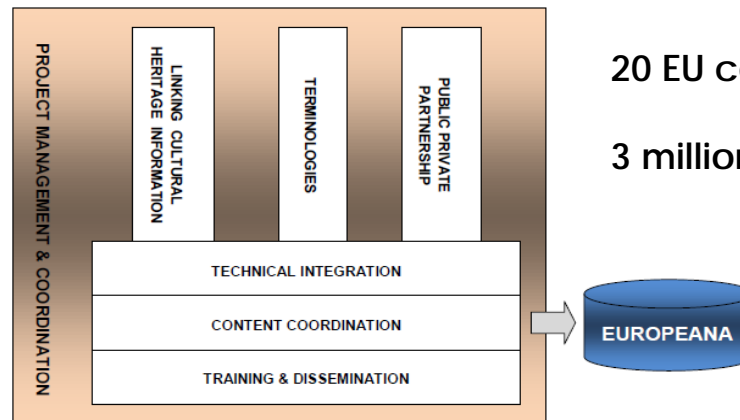 PROJECT MANAGEMENT & COORDINATION
LINKING CULTURAL
HERITAGE INFORMATION
TERMINOLOGIES
PUBLIC PRIVATE
PARTNERSHIP
20 EU
3 million
TECHNICAL INTEGRATION
CONTENT COORDINATION
TRAINING & DISSEMINATION
EUROPEANA